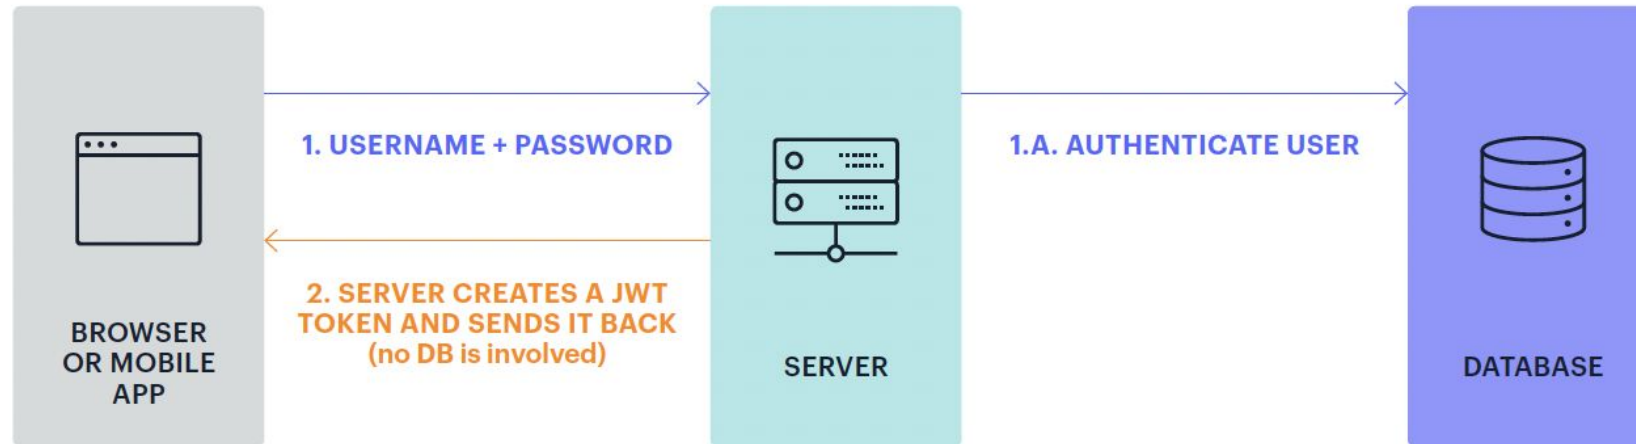 1. USERNAME + PASSWORD
1.A. AUTHENTICATE USER
2. SERVER CREATES A JWT
TOKEN AND SENDS IT BACK
(no DB is involved)
BROWSER
OR MOBILE
APP
SERVER
DATABASE